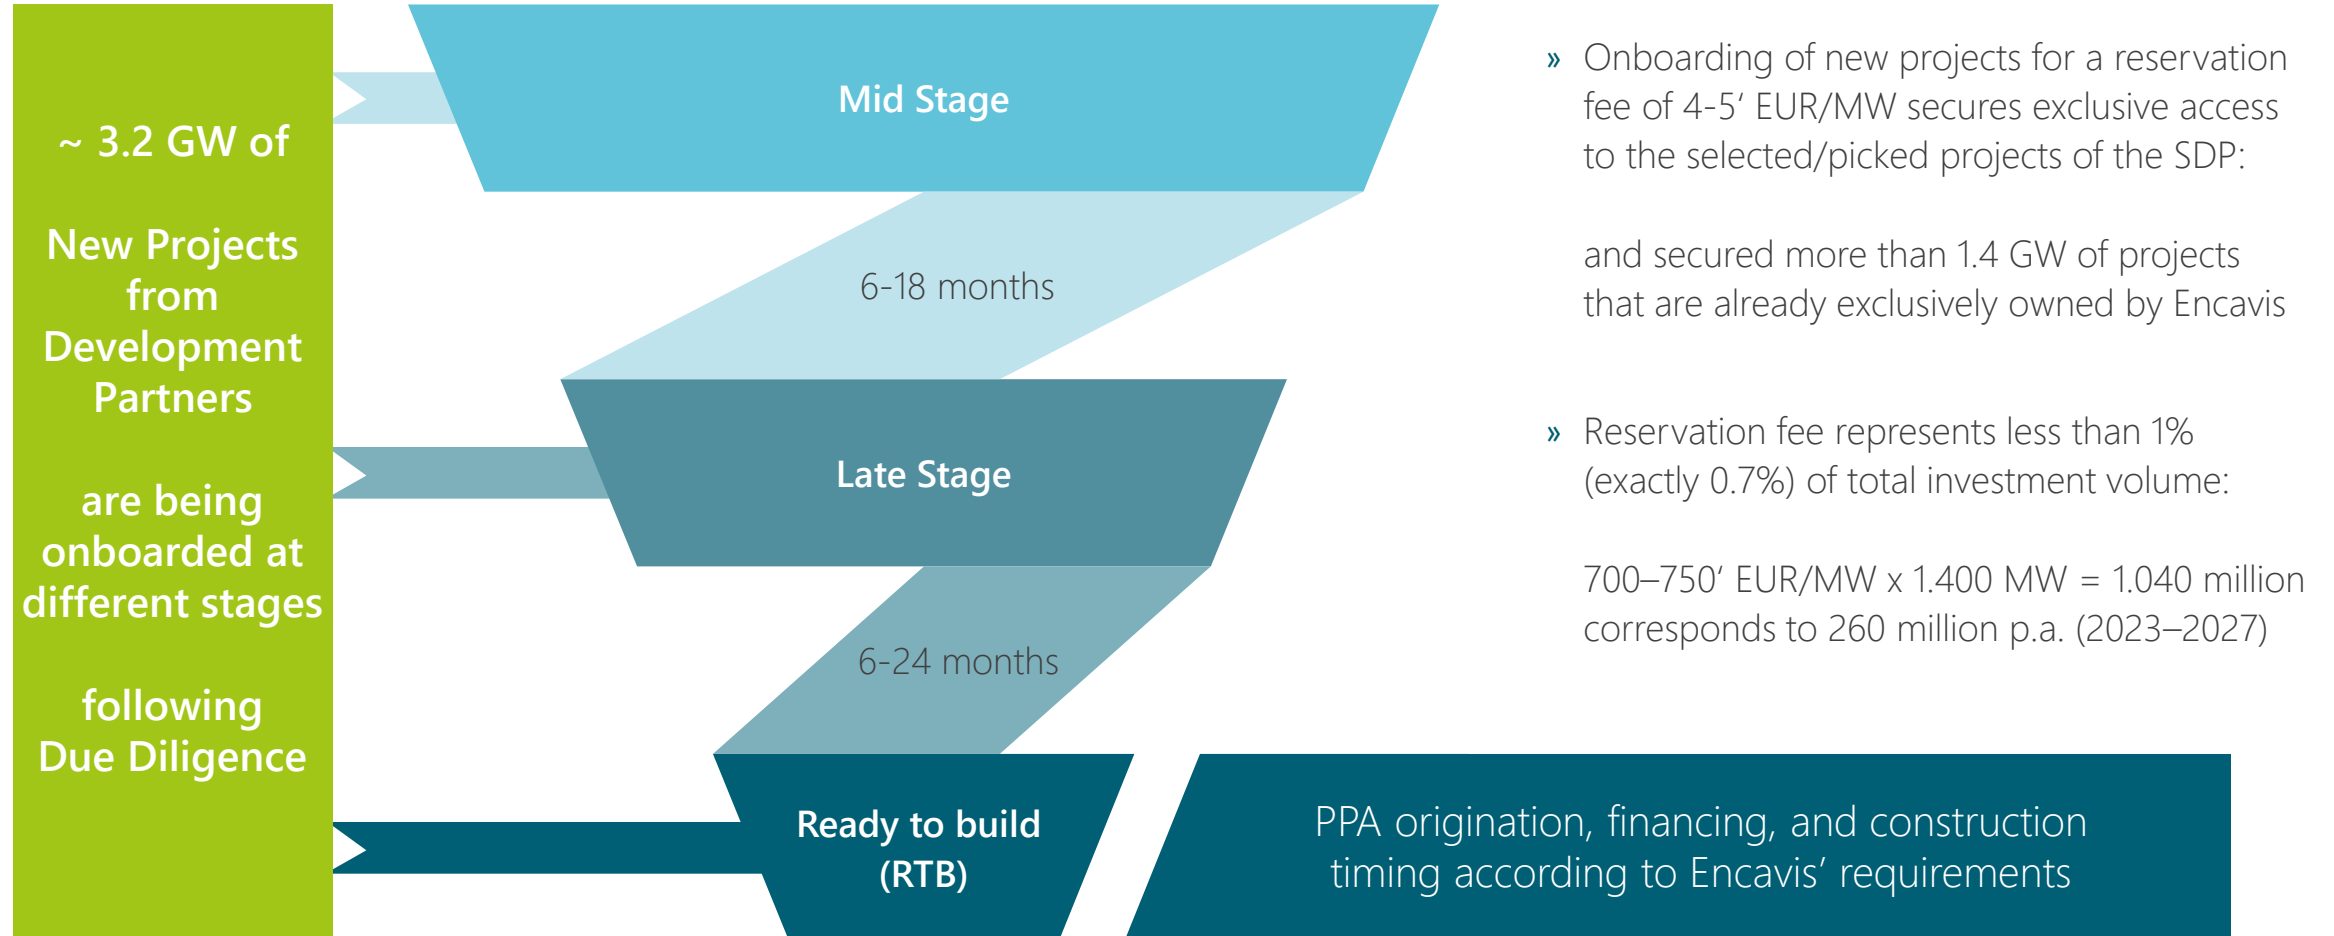 ~ 3.2 GW of
New Projects
from
Development
Partners
are being
onboarded at
different stages
following
Due Diligence
Mid Stage
6-18 months
Late Stage
6-24 months
Ready to build
(RTB)
» Onboarding of new projects for a reservation
fee of 4-5‘ EUR/MW secures exclusive access
to the selected/picked projects of the SDP:
and secured more than 1.4 GW of projects
that are already exclusively owned by Encavis
» Reservation fee represents less than 1%
(exactly 0.7%) of total investment volume:
700–750‘ EUR/MW x 1.400 MW = 1.040 million
corresponds to 260 million p.a. (2023–2027)
PPA origination, financing, and construction
timing according to Encavis’ requirements